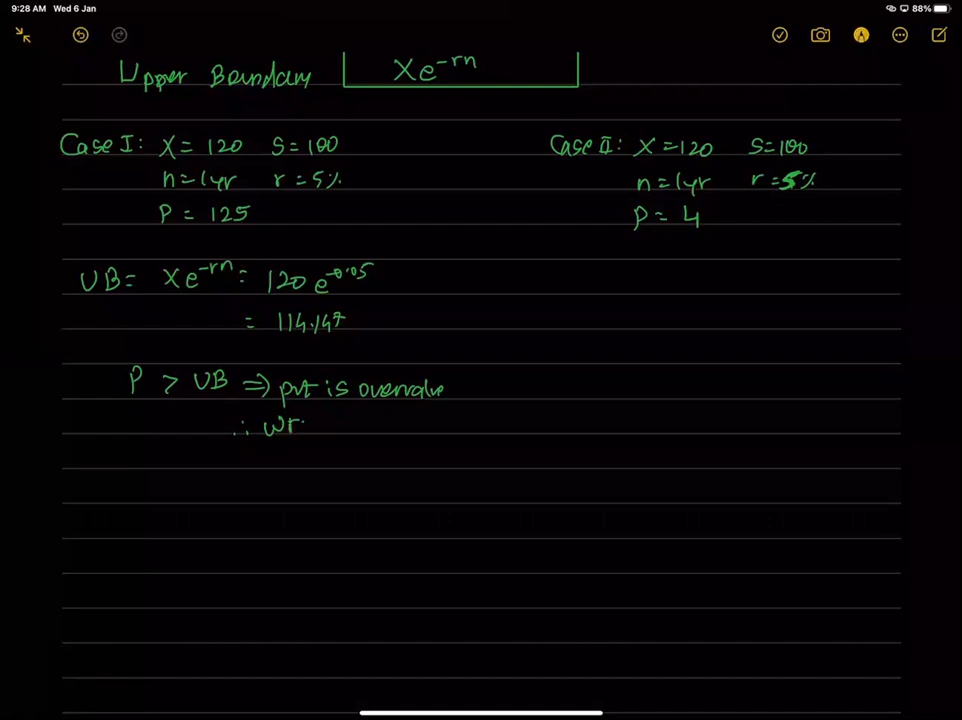 9:28 AM Wed 6 Jan 88%
Upper Boundary Xe^-rn
Case I: X = 120 S = 100
n = 1yr r = 5%
P = 125
Case II: X = 120 S = 100
n = 1yr r = 5%
P = 4
UB = Xe^-rn = 120 e^-0.05
= 114.147
P > UB ⇒ put is overvalue
∴ wr